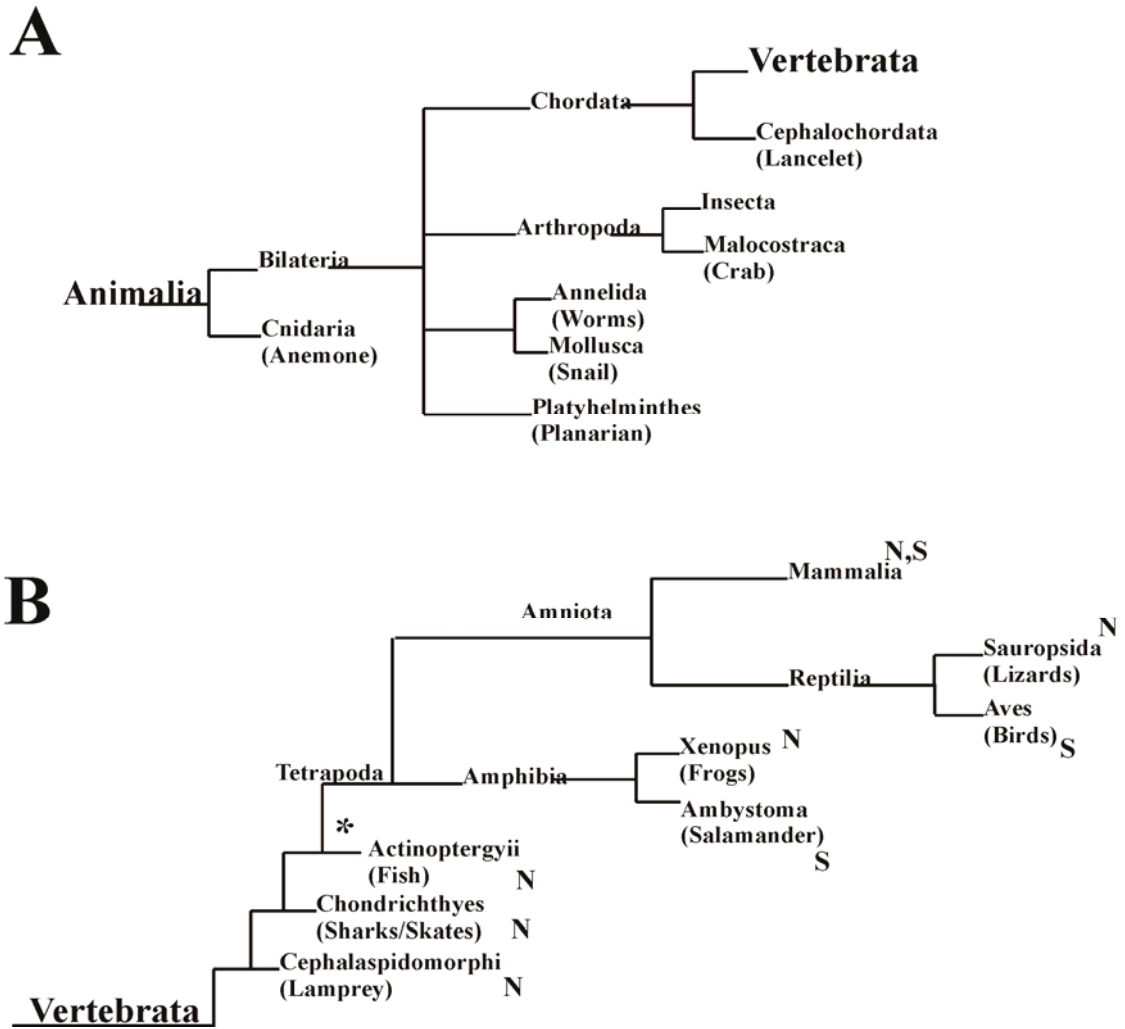 A
Vertebrata
Chordata
Cephalochordata
(Lancelet)
Insecta
Arthropoda
Malocostraca
(Crab)
Bilateria
Animalia
Annelida
(Worms)
Cnidaria
(Anemone)
Mollusca
(Snail)
Platyhelminthes
(Planarian)
B
N,S
Mammalia
Amniota
N
Sauropsida
(Lizards)
Reptilia
Aves
(Birds) S
Xenopus N
(Frogs)
Tetrapoda
Amphibia
Ambystoma
(Salamander)
S
*
Actinoptergyii
(Fish) N
Chondrichthyes
(Sharks/Skates) N
Cephalaspidomorphi
(Lamprey) N
Vertebrata